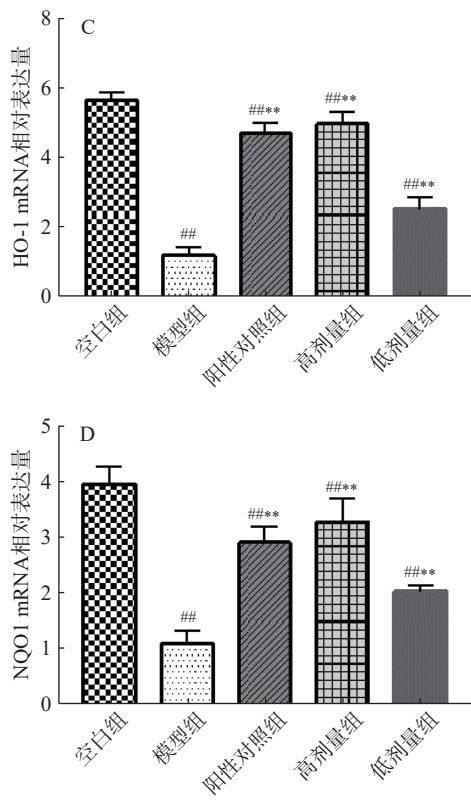 C
HO-1 mRNA相对表达量
8
6
4
2
0
##
##**
##**
##**
空白组
模型组
阳性对照组
高剂量组
低剂量组
D
NQO1 mRNA相对表达量
5
4
3
2
1
0
##
##**
##**
##**
空白组
模型组
阳性对照组
高剂量组
低剂量组